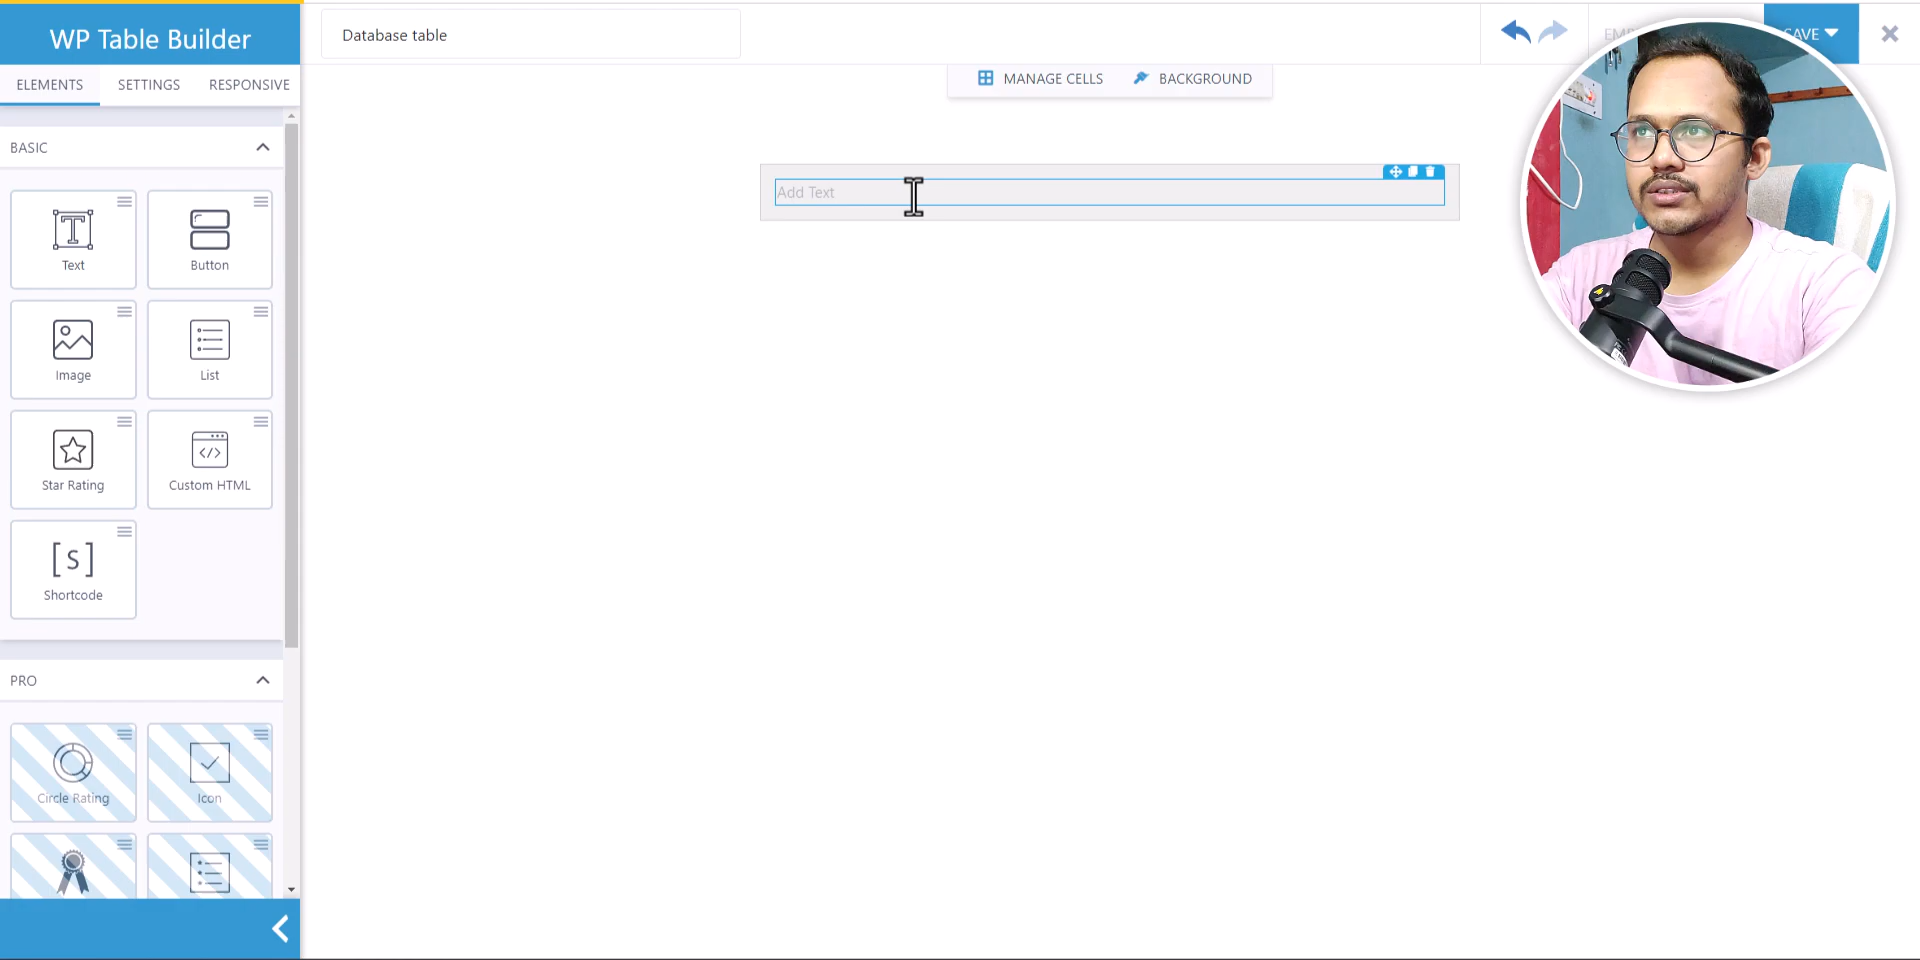 WP Table Builder
Database table
SAVE
ELEMENTS
SETTINGS
RESPONSIVE
MANAGE CELLS
BACKGROUND
BASIC
Add Text
Text
Button
Image
List
Star Rating
Custom HTML
[S]
Shortcode
PRO
Circle Rating
Icon